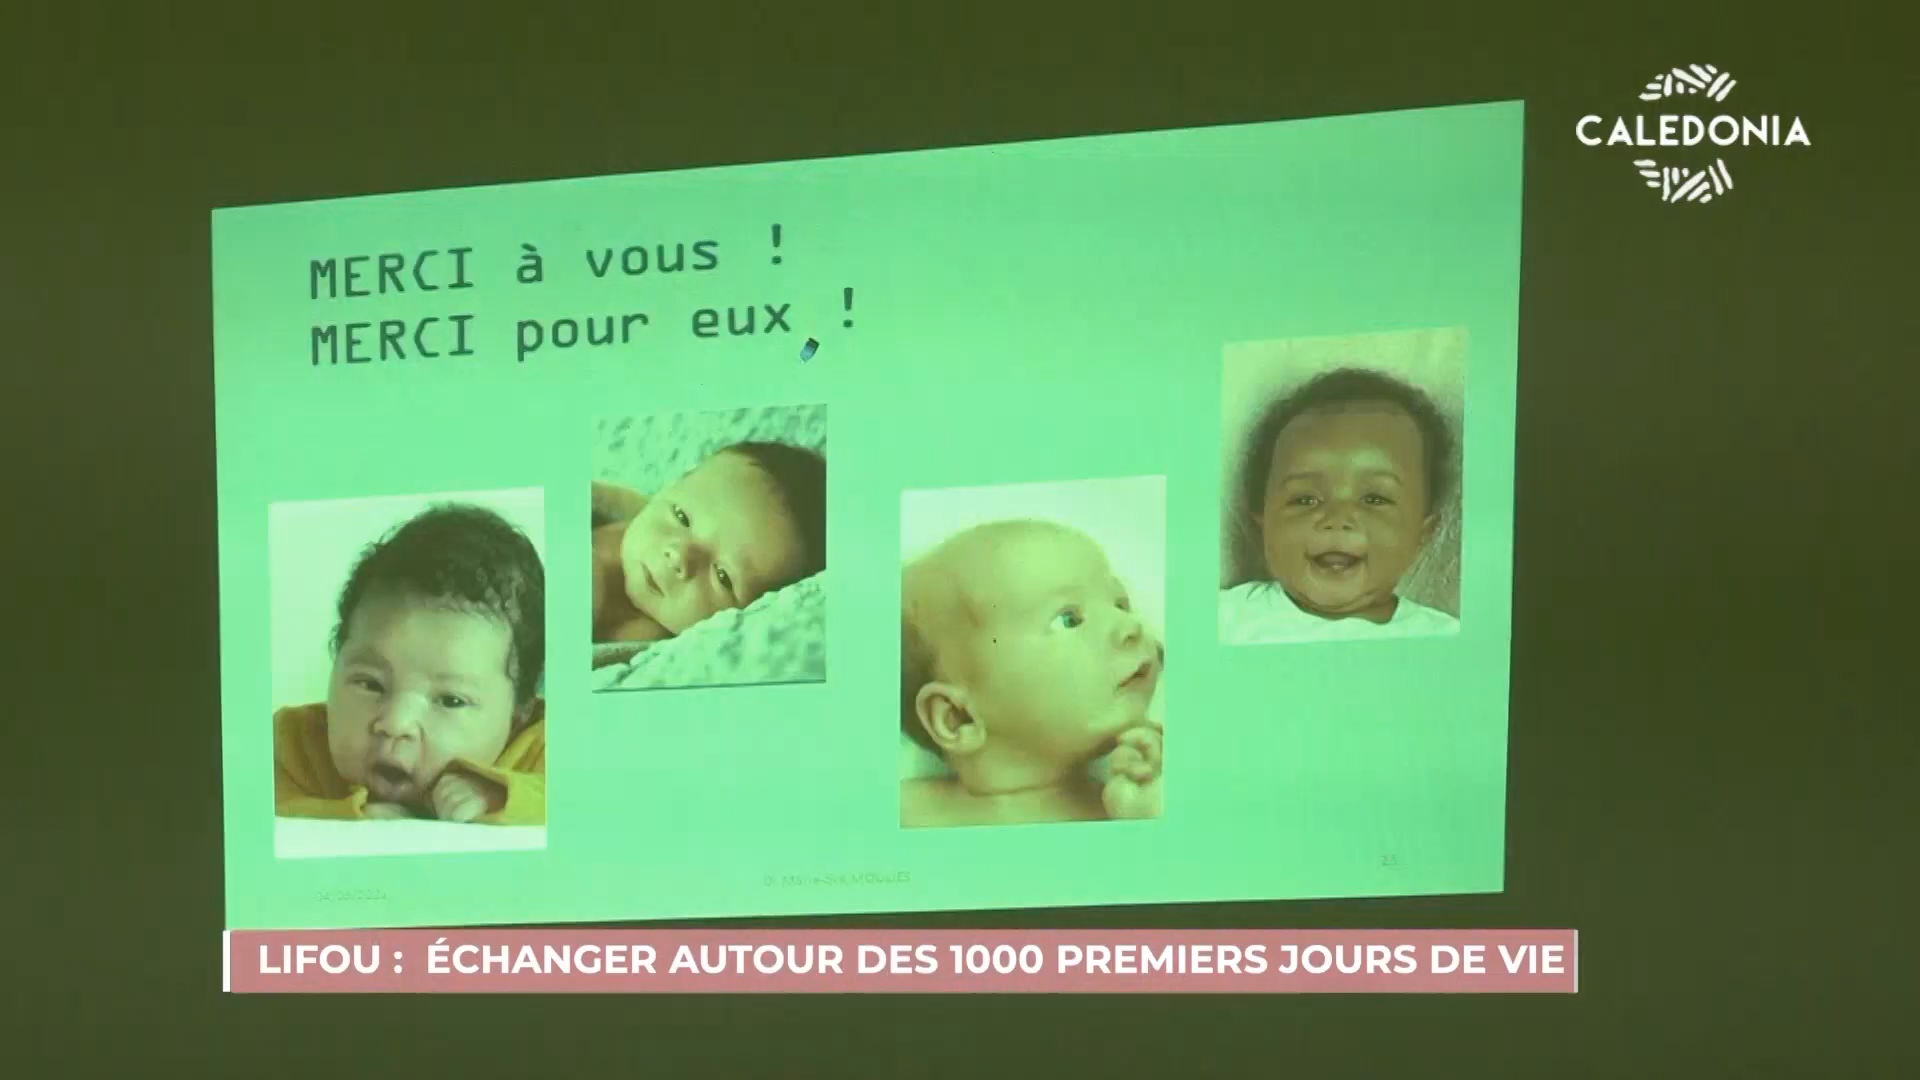 CALEDONIA
MERCI à vous !
MERCI pour eux !
LIFOU : ÉCHANGER AUTOUR DES 1000 PREMIERS JOURS DE VIE